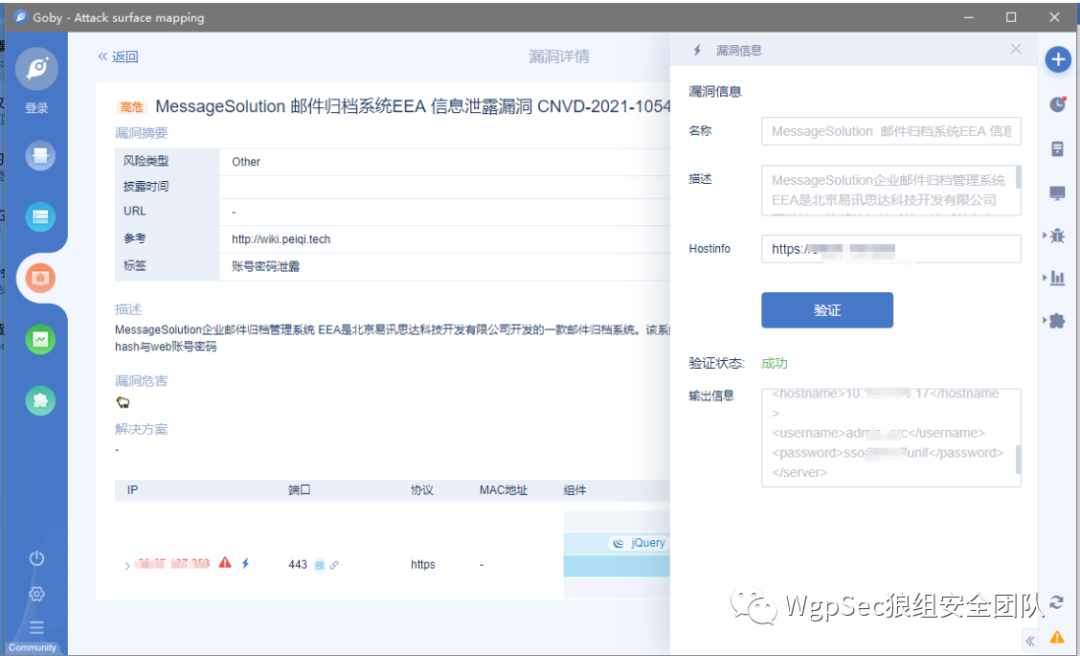 Goby - Attack surface mapping
登录
Community
« 返回
漏洞详情
高危 MessageSolution 邮件归档系统EEA 信息泄露漏洞 CNVD-2021-1054
漏洞摘要
风险类型 Other
披露时间
URL -
参考 http://wiki.peiqi.tech
标签 账号密码泄露
描述
MessageSolution企业邮件归档管理系统 EEA是北京易讯思达科技开发有限公司开发的一款邮件归档系统。该系
hash与web账号密码
漏洞危害
解决方案
-
IP 端口 协议 MAC地址 组件
443 https -
jQuery
漏洞信息
漏洞信息
名称 MessageSolution 邮件归档系统EEA 信息
描述 MessageSolution企业邮件归档管理系统
EEA是北京易讯思达科技开发有限公司
Hostinfo https://
验证
验证状态: 成功
输出信息
<hostname>10. .17</hostname
>
<username>adm</username>
<password>sso@ unif</password>
</server>
WgpSec狼组安全团队